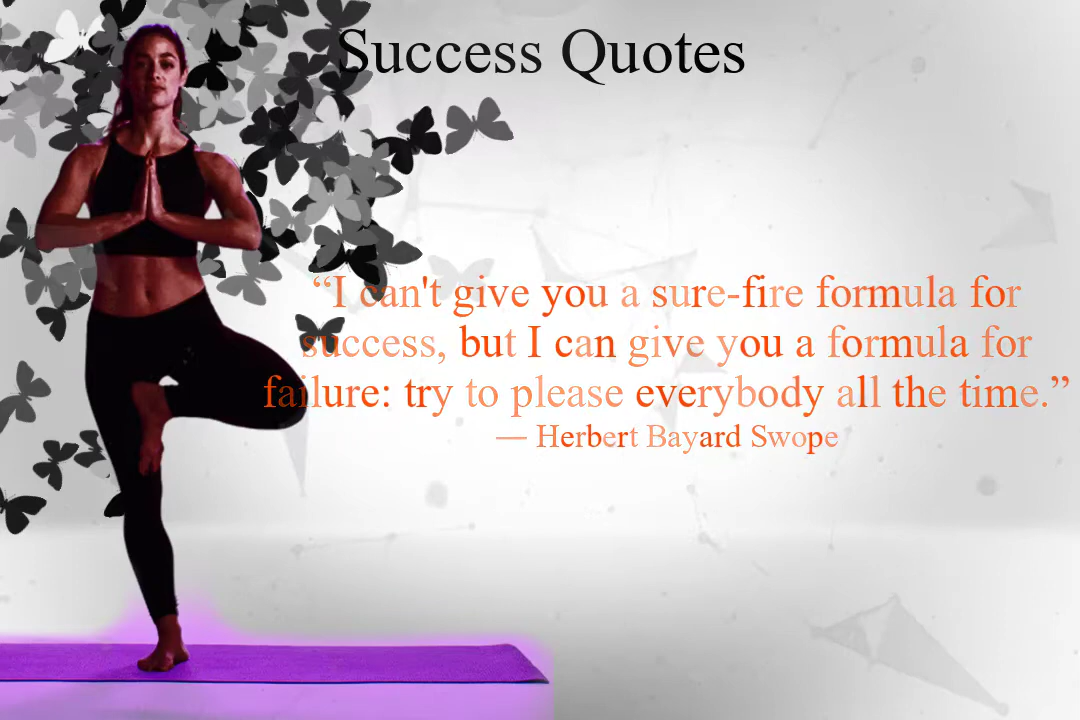 Success Quotes
“I can't give you a sure-fire formula for
success, but I can give you a formula for
failure: try to please everybody all the time.”
― Herbert Bayard Swope